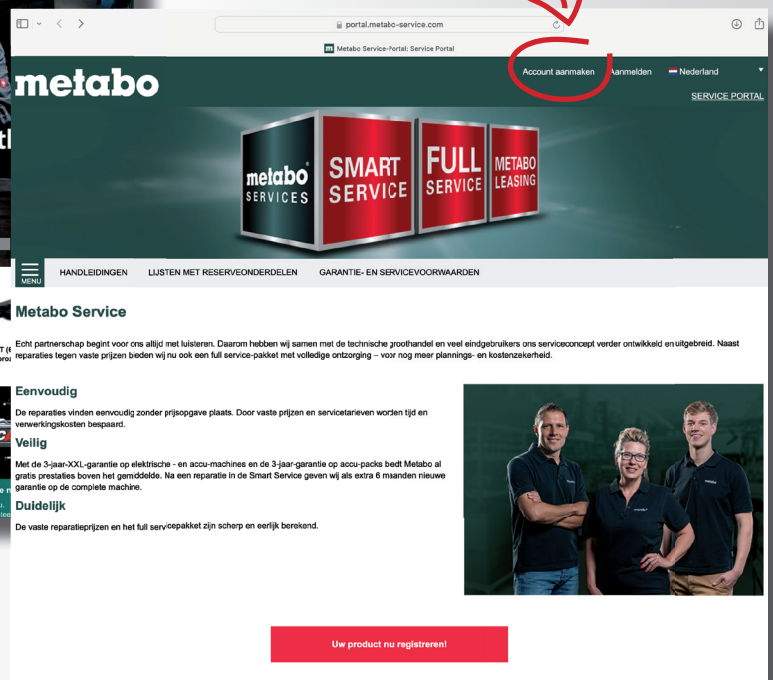 portal.metabo-service.com
m Metabo Service-Portal: Service Portal
metabo
Account aanmaken
Aanmelden
Nederland
SERVICE PORTAL
metabo
SERVICES
SMART
SERVICE
FULL
SERVICE
METABO
LEASING
MENU
HANDLEIDINGEN
LIJSTEN MET RESERVEONDERDELEN
GARANTIE- EN SERVICEVOORWAARDEN
Metabo Service
Echt partnerschap begint voor ons altijd met luisteren. Daarom hebben wij samen met de technische groothandel en veel eindgebruikers ons serviceconcept verder ontwikkeld en uitgebreid. Naast
reparaties tegen vaste prijzen bieden wij nu ook een full service-pakket met volledige ontzorging – voor nog meer plannings- en kostenzekerheid.
Eenvoudig
De reparaties vinden eenvoudig zonder prijsopgave plaats. Door vaste prijzen en servicetarieven worden tijd en
verwerkingskosten bespaard.
Veilig
Met de 3-jaar-XXL-garantie op elektrische - en accu-machines en de 3-jaar-garantie op accu-packs bedt Metabo al
gratis prestaties boven het gemiddelde. Na een reparatie in de Smart Service geven wij als extra 6 maanden nieuwe
garantie op de complete machine.
Duidelijk
De vaste reparatieprijzen en het full servicepakket zijn scherp en eerlijk berekend.
Uw product nu registreren!